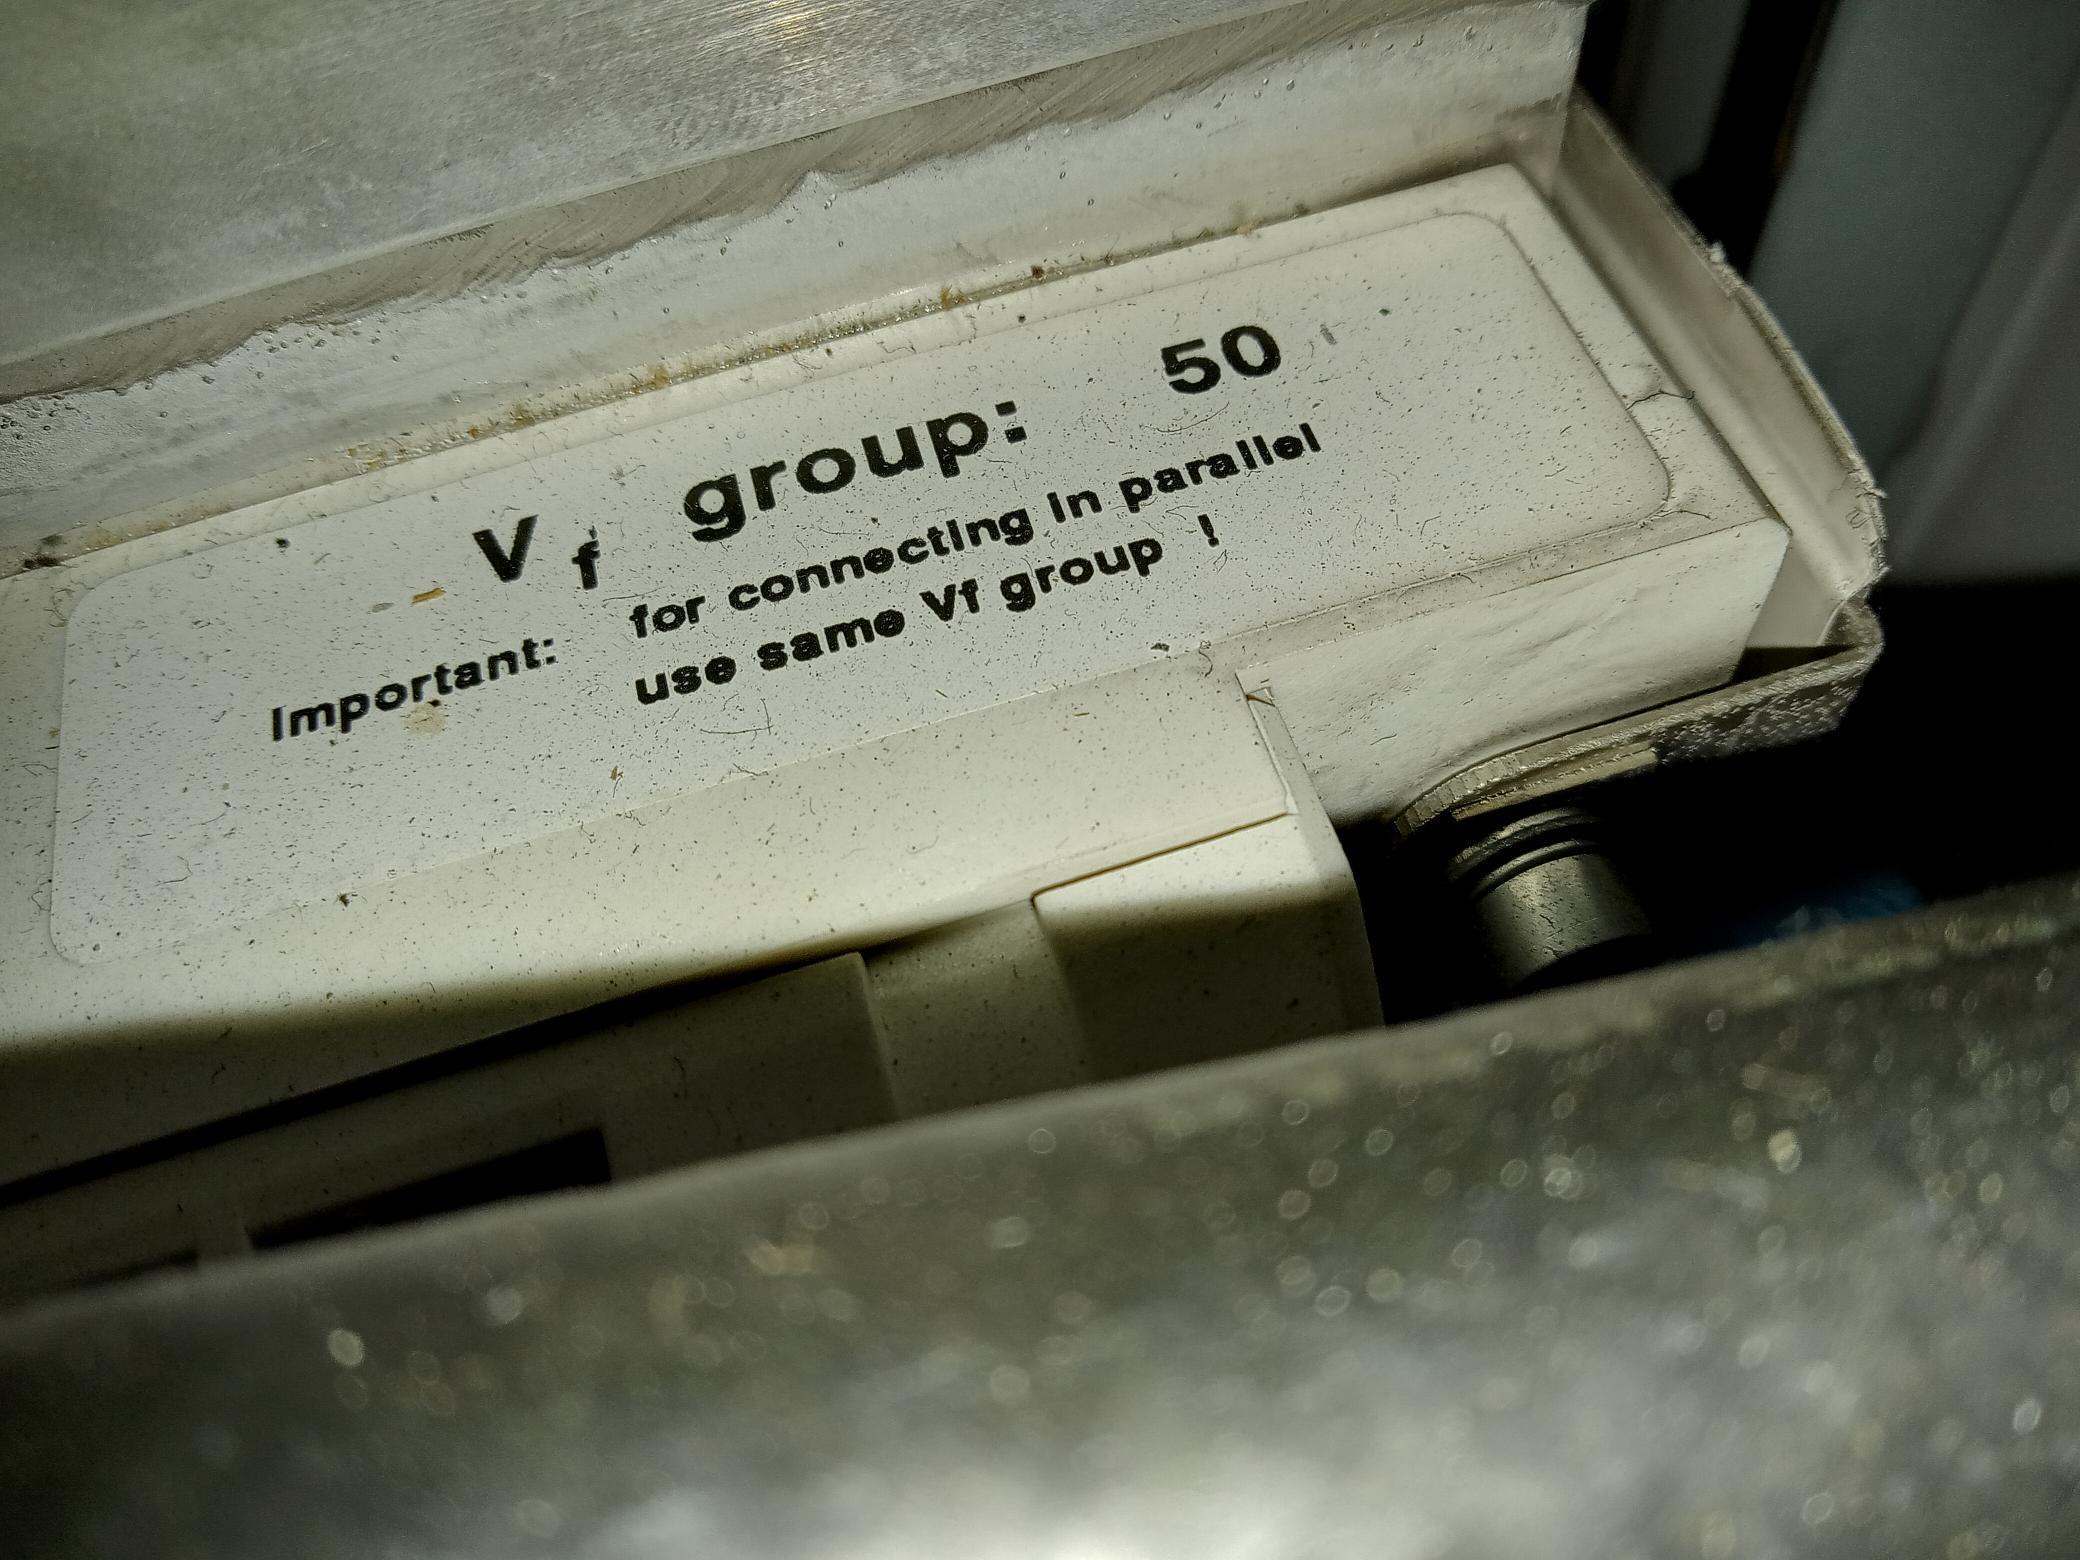 Vf group: 50
Important: for connecting in parallel
use same Vf group !